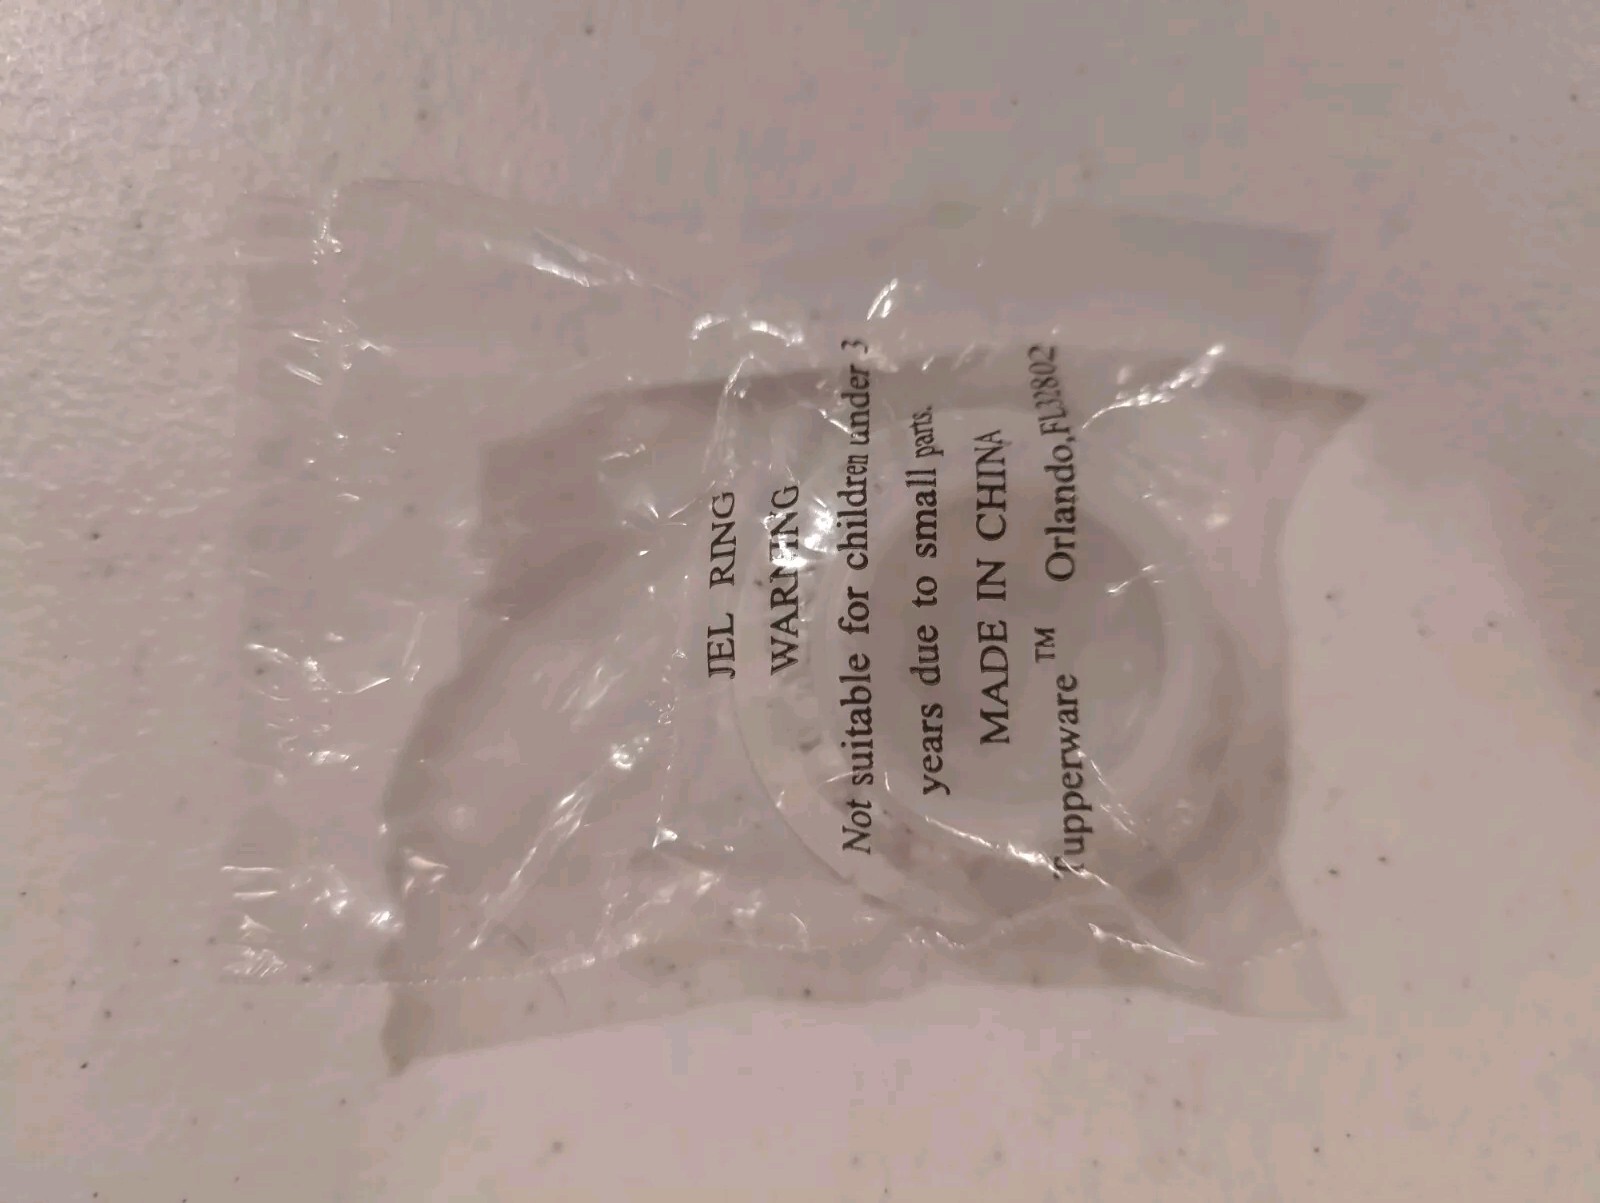 JEL RING
WARNING
Not suitable for children under 3
years due to small parts.
MADE IN CHINA
Tupperware™ Orlando,FL32802